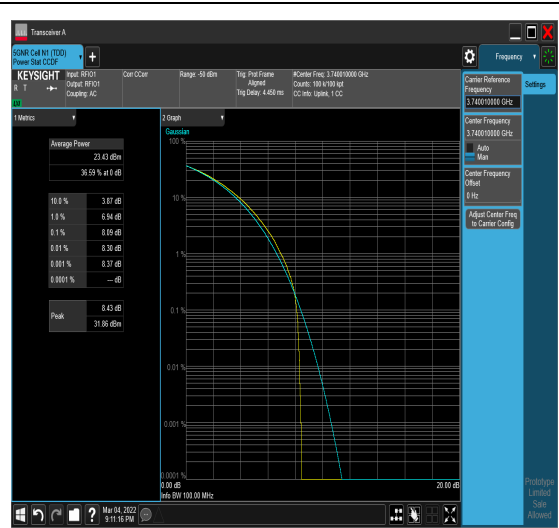 Transceiver A
5GNR Cell N1 (TDD)
Power Stat CCDF
Frequency
KEYSIGHT
R T
LVI
Input: RFIO1
Output: RFIO1
Coupling: AC
Corr CCorr
Range: -50 dBm
Trig: Prot Frame
Aligned
Trig Delay: 4.450 ms
#Center Freq: 3.740010000 GHz
Counts: 100 k/100 kpt
CC Info: Uplink, 1 CC
Carrier Reference
Frequency
3.740010000 GHz
Settings
Center Frequency
3.740010000 GHz
Auto
Man
Center Frequency
Offset
0 Hz
Adjust Center Freq
to Carrier Config
1 Metrics
Average Power
23.43 dBm
36.59 % at 0 dB
10.0 % 3.87 dB
1.0 % 6.94 dB
0.1 % 8.09 dB
0.01 % 8.30 dB
0.001 % 8.37 dB
0.0001 % --- dB
Peak
8.43 dB
31.86 dBm
2 Graph
Gaussian
100 %
10 %
1 %
0.1 %
0.01 %
0.001 %
0.0001 %
0.00 dB
20.00 dB
Info BW 100.00 MHz
Prototype
Limited
Sale
Allowed
Mar 04, 2022
9:11:16 PM